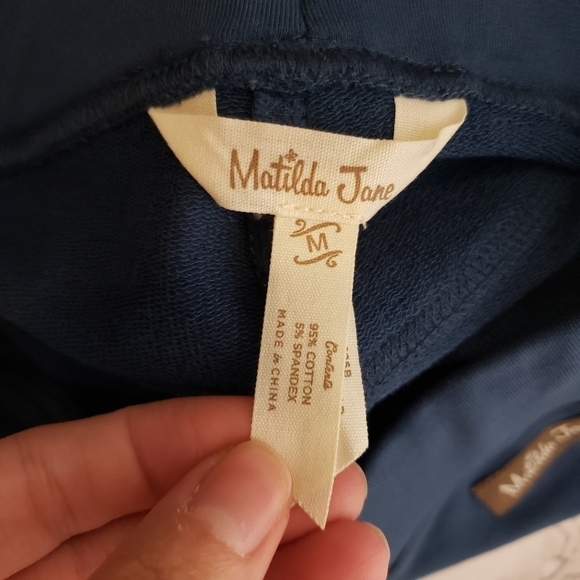 Matilda Jane
M
Contents
95% COTTON
5% SPANDEX
MADE in CHINA
Matilda Jane